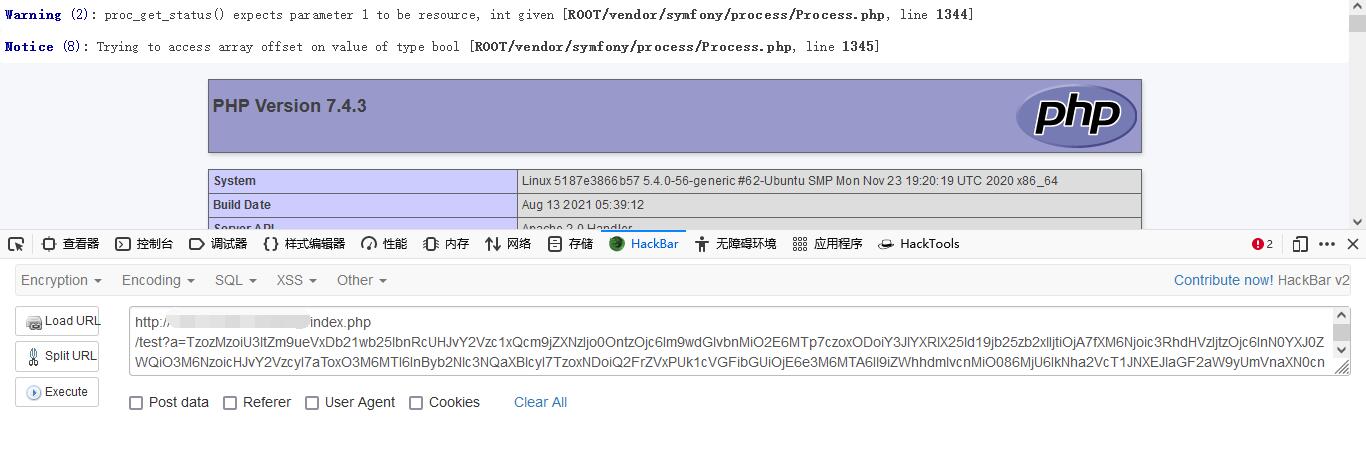 Warning (2): proc_get_status() expects parameter 1 to be resource, int given [ROOT/vendor/symfony/process/Process.php, line 1344]
Notice (8): Trying to access array offset on value of type bool [ROOT/vendor/symfony/process/Process.php, line 1345]
PHP Version 7.4.3
php
System Linux 5187e3866b57 5.4.0-56-generic #62-Ubuntu SMP Mon Nov 23 19:20:19 UTC 2020 x86_64
Build Date Aug 13 2021 05:39:12
Server API Apache 2.0 Handler
查看器 控制台 调试器 样式编辑器 性能 内存 网络 存储 HackBar 无障碍环境 应用程序 HackTools 2
Encryption Encoding SQL XSS Other Contribute now! HackBar v2
Load URL http:// index.php
Split URL
Execute
Post data Referer User Agent Cookies Clear All